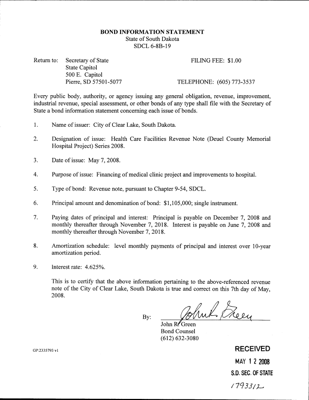 BOND INFORMATION STATEMENT
State of South Dakota
SDCL 6-8B-19
Return to: Secretary of State FILING FEE: $1.00
State Capitol
500 E. Capitol
Pierre, SD 57501-5077 TELEPHONE: (605) 773-3537
Every public body, authority, or agency issuing any general obligation, revenue, improvement,
industrial revenue, special assessment, or other bonds of any type shall file with the Secretary of
State a bond information statement concerning each issue of bonds.
1. Name of issuer: City of Clear Lake, South Dakota.
2. Designation of issue: Health Care Facilities Revenue Note (Deuel County Memorial
Hospital Project) Series 2008.
3. Date of issue: May 7, 2008.
4. Purpose of issue: Financing of medical clinic project and improvements to hospital.
5. Type of bond: Revenue note, pursuant to Chapter 9-54, SDCL.
6. Principal amount and denomination of bond: $1,105,000; single instrument.
7. Paying dates of principal and interest: Principal is payable on December 7, 2008 and
monthly thereafter through November 7, 2018. Interest is payable on June 7, 2008 and
monthly thereafter through November 7, 2018.
8. Amortization schedule: level monthly payments of principal and interest over 10-year
amortization period.
9. Interest rate: 4.625%.
This is to certify that the above information pertaining to the above-referenced revenue
note of the City of Clear Lake, South Dakota is true and correct on this 7th day of May,
2008.
By: John R. Green
John R. Green
Bond Counsel
(612) 632-3080
GP:2333793 v1
RECEIVED
MAY 12 2008
S.D. SEC OF STATE